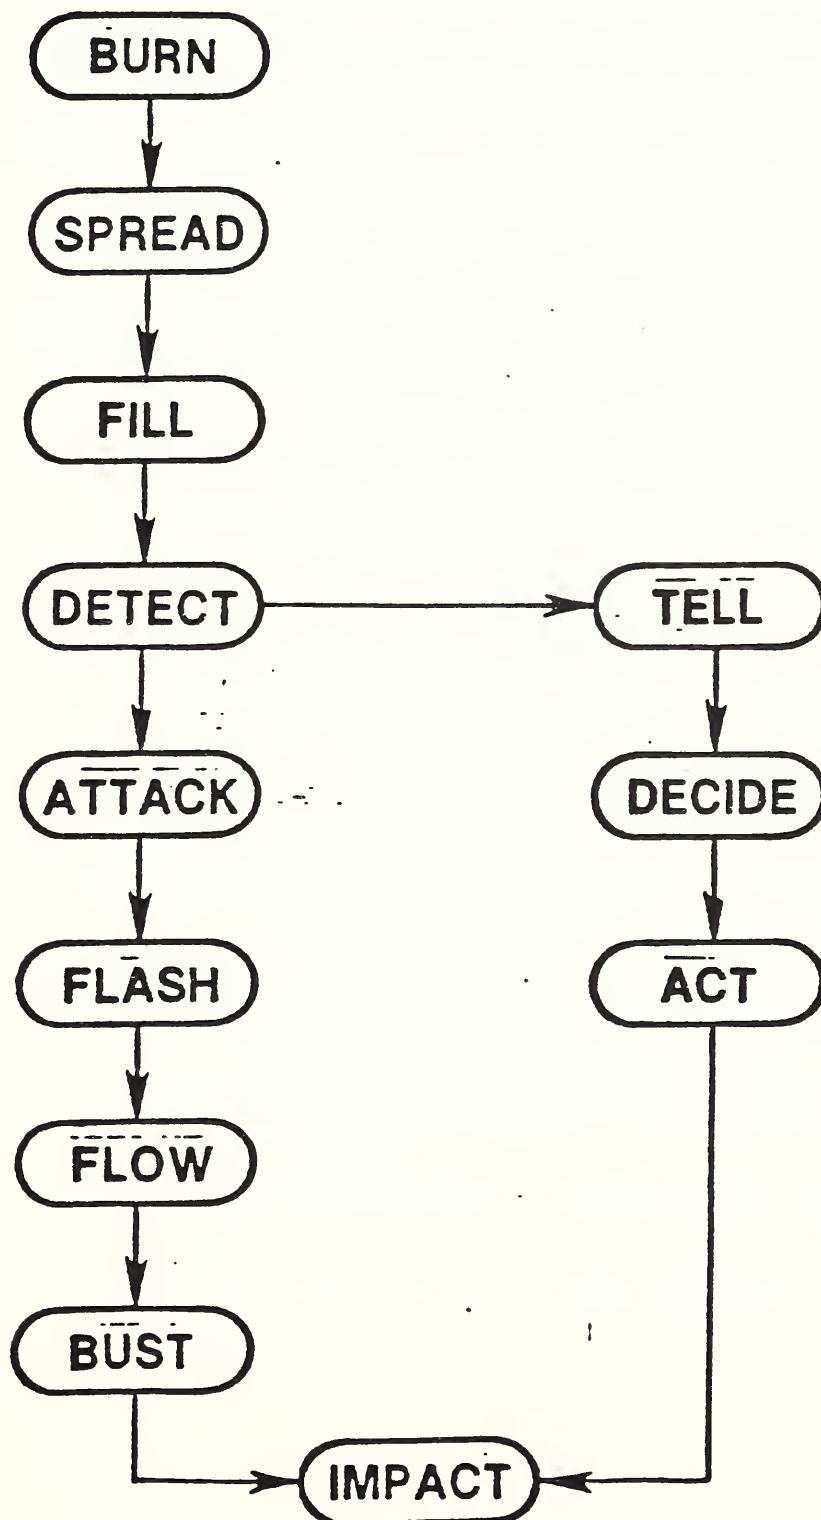 BURN
SPREAD
FILL
DETECT
TELL
ATTACK
DECIDE
FLASH
ACT
FLOW
BUST
IMPACT